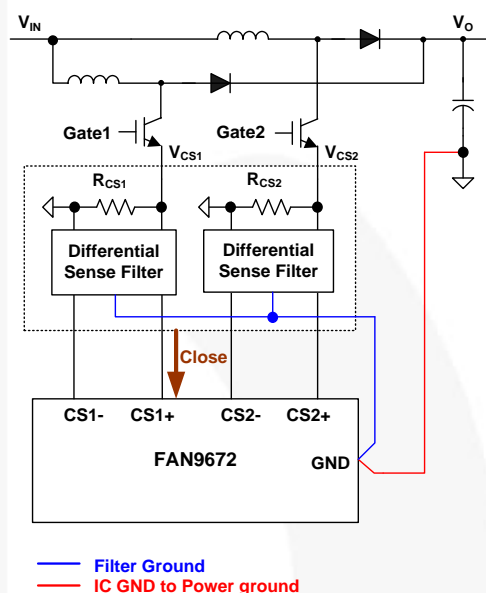 VIN
VO
Gate1
Gate2
VCS1
VCS2
RCS1
RCS2
Differential
Sense Filter
Differential
Sense Filter
Close
CS1-
CS1+
CS2-
CS2+
FAN9672
GND
Filter Ground
IC GND to Power ground